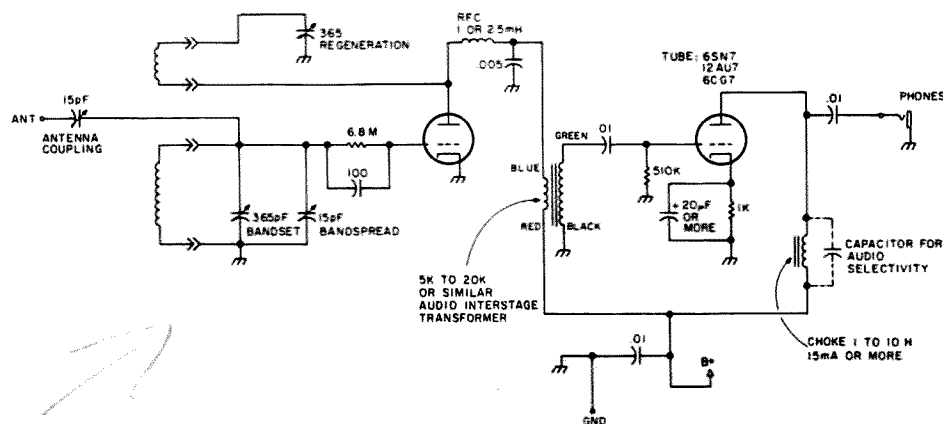 365
REGENERATION
RFC
1 OR 2.5mH
.005
TUBE: 6SN7
12AU7
6CG7
.01
PHONES
15pF
ANT
ANTENNA
COUPLING
6.8 M
100
365pF
BANDSET
15pF
BANDSPREAD
BLUE
GREEN
RED
BLACK
.01
510K
+ 20µF
OR
MORE
1K
CAPACITOR FOR
AUDIO
SELECTIVITY
5K TO 20K
OR SIMILAR
AUDIO INTERSTAGE
TRANSFORMER
CHOKE 1 TO 10 H
15mA OR MORE
.01
B+
GND